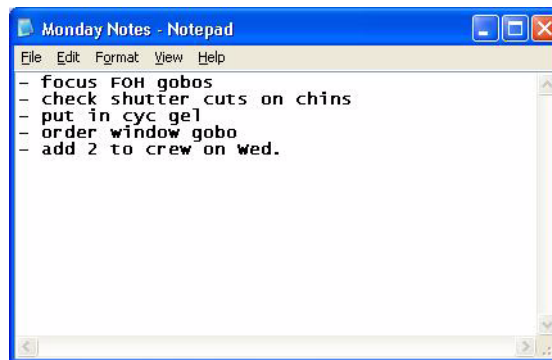 Monday Notes - Notepad
File Edit Format View Help
- focus FOH gobos
- check shutter cuts on chins
- put in cyc gel
- order window gobo
- add 2 to crew on Wed.